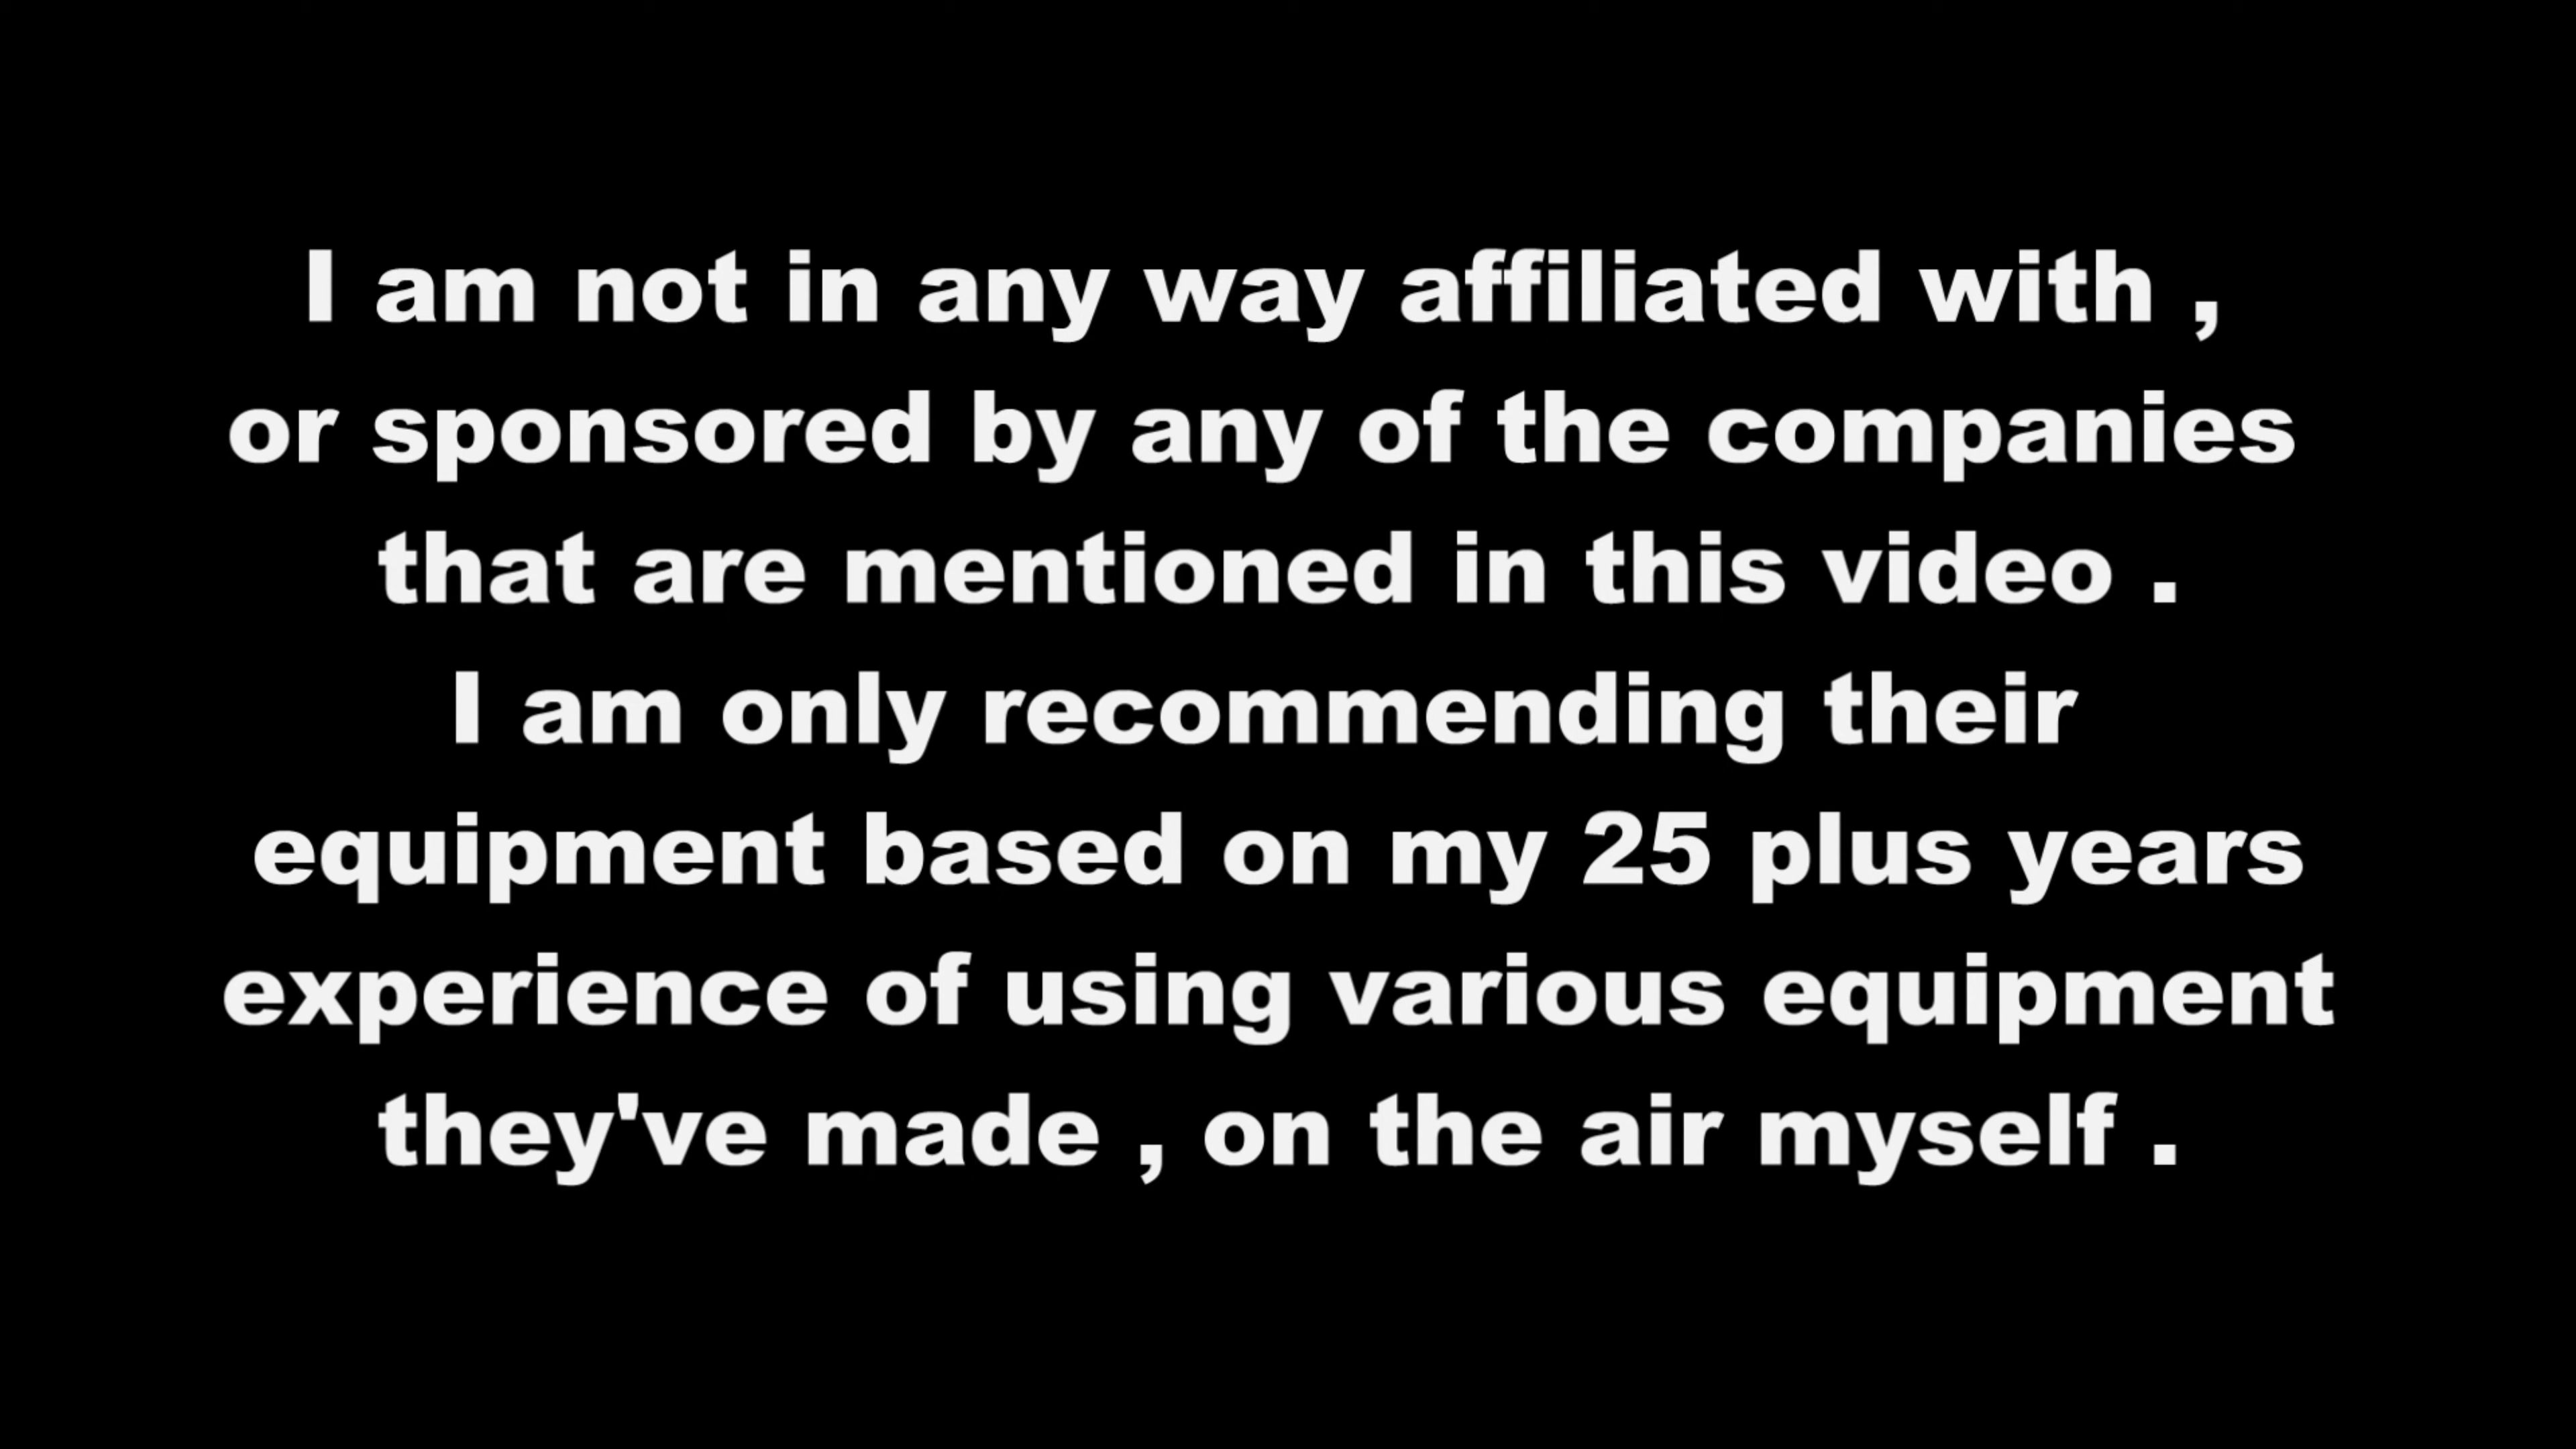 I am not in any way affiliated with ,
or sponsored by any of the companies
that are mentioned in this video .
I am only recommending their
equipment based on my 25 plus years
experience of using various equipment
they've made , on the air myself .